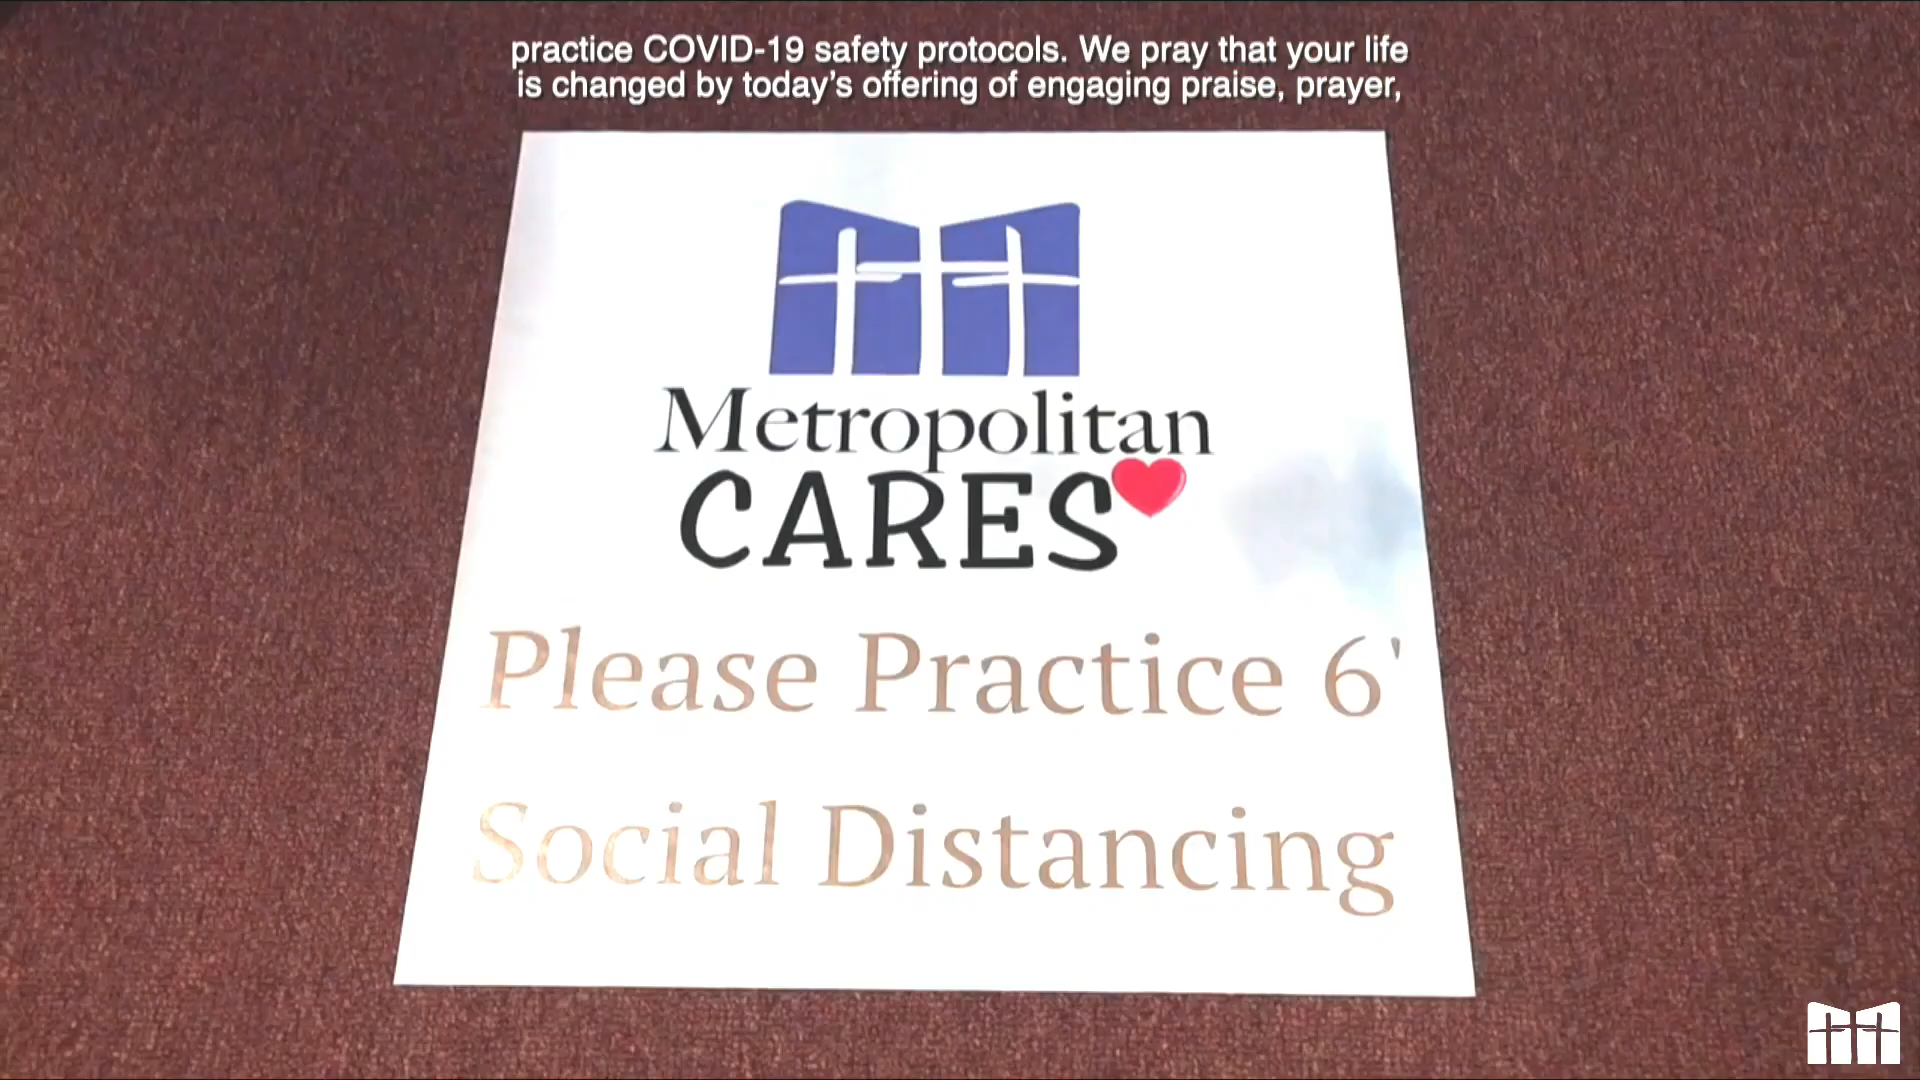 practice COVID-19 safety protocols. We pray that your life
is changed by today's offering of engaging praise, prayer,
Metropolitan
CARES
Please Practice 6'
Social Distancing